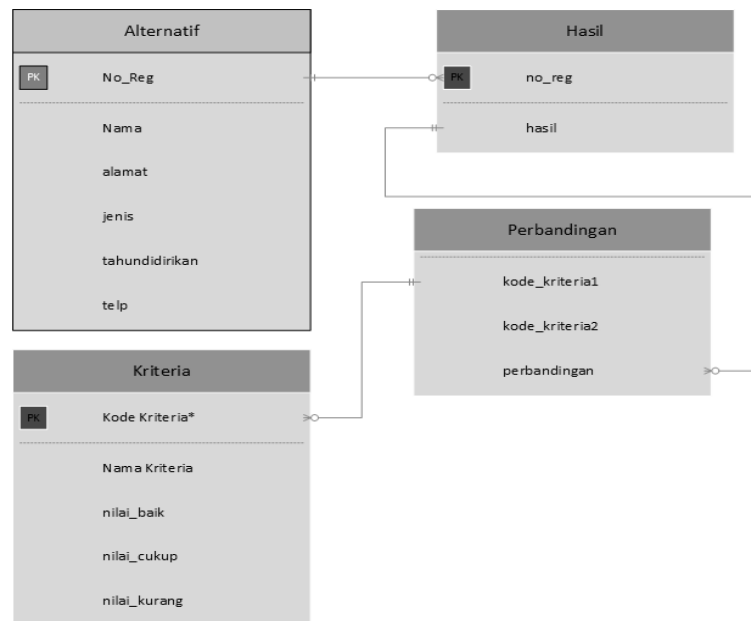 Alternatif
PK No_Reg
Nama
alamat
jenis
tahundidirikan
telp
Hasil
PK no_reg
hasil
Perbandingan
kode_kriteria1
kode_kriteria2
perbandingan
Kriteria
PK Kode Kriteria*
Nama Kriteria
nilai_baik
nilai_cukup
nilai_kurang